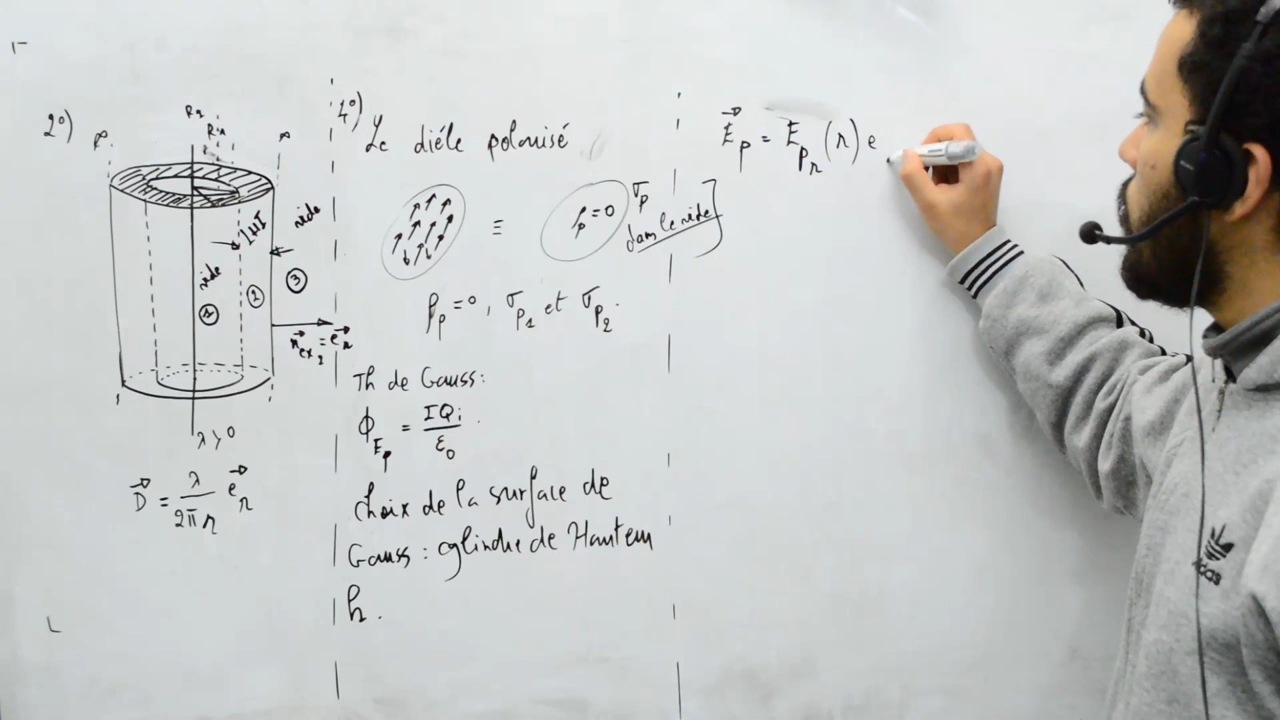 2°)
R₂
R₁
∞
∞
vide
LHI
vide
① ② ③
n⃗ex₂ = e⃗r
λ > 0
D⃗ = λ/2πr e⃗r
4°)
Le diéle polarisé
≡ ρp=0 σp
dans le vide
ρp=0, σp₁ et σp₂.
Th de Gauss:
ϕEp = ΣQi/ε₀.
choix de la surface de
Gauss : cylindre de Hauteur
h.
E⃗p = Epr(r) e
adidas